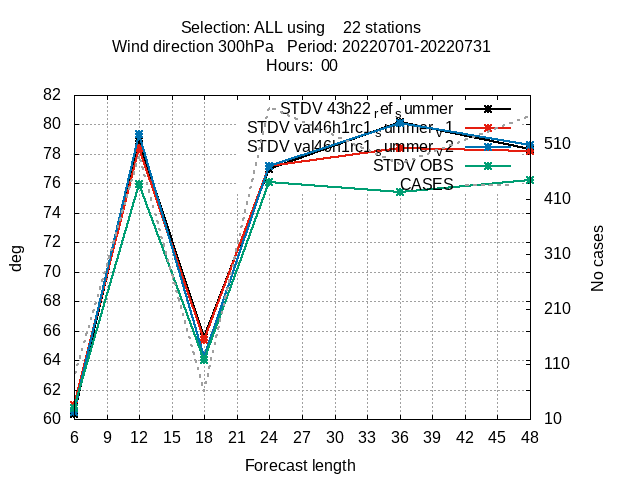 Selection: ALL using 22 stations
Wind direction 300hPa Period: 20220701-20220731
Hours: 00
STDV 43h22_ref_summer
STDV val46h1rc1_summer_v1
STDV val46h1rc1_summer_v2
STDV OBS
CASES
82
80
78
76
74
72
70
68
66
64
62
60
deg
510
410
310
210
110
10
No cases
6 9 12 15 18 21 24 27 30 33 36 39 42 45 48
Forecast length